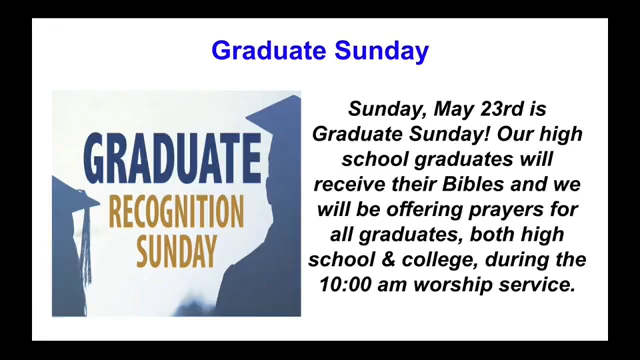 Graduate Sunday
GRADUATE
RECOGNITION
SUNDAY
Sunday, May 23rd is
Graduate Sunday! Our high
school graduates will
receive their Bibles and we
will be offering prayers for
all graduates, both high
school & college, during the
10:00 am worship service.